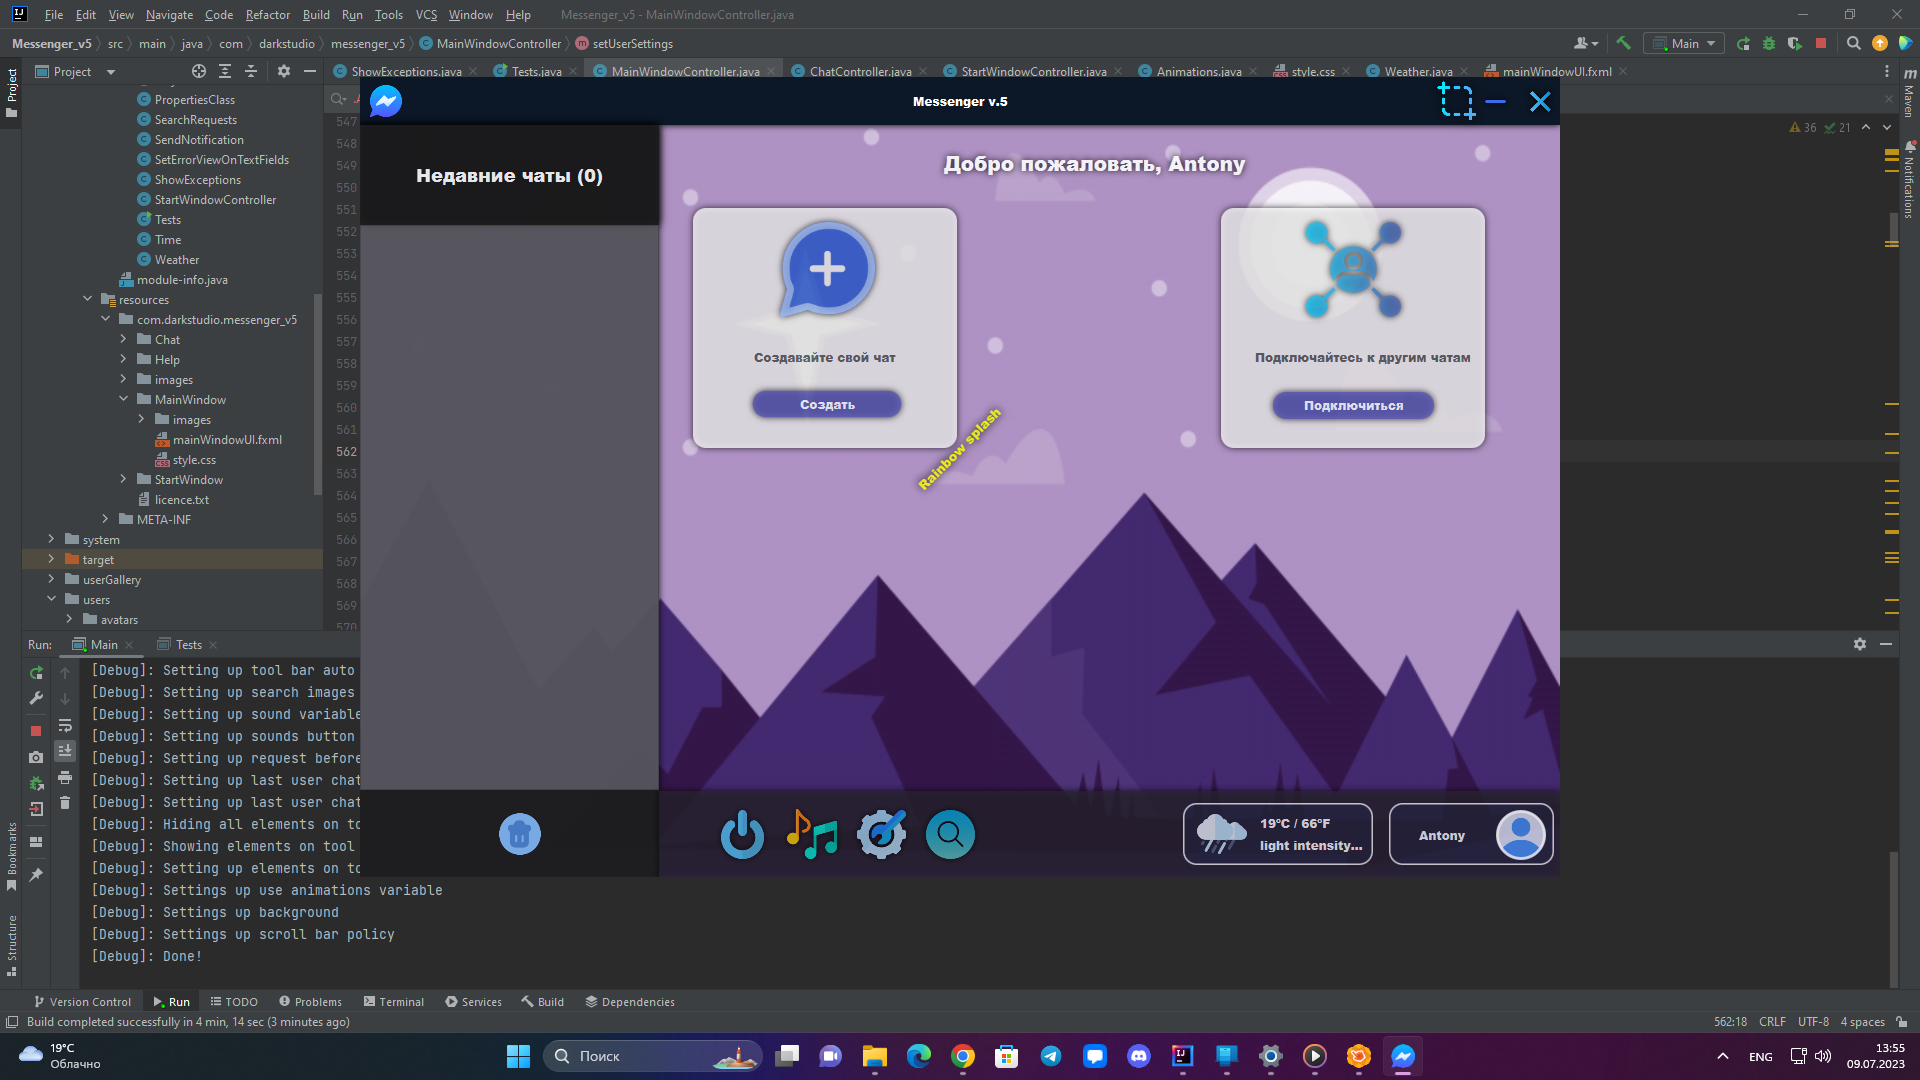 File Edit View Navigate Code Refactor Build Run Tools VCS Window Help Messenger_v5 - MainWindowController.java
Messenger_v5 src main java com darkstudio messenger_v5 MainWindowController setUserSettings
Main
Project
ShowExceptions.java Tests.java MainWindowController.java ChatController.java StartWindowController.java Animations.java style.css Weather.java mainWindowUI.fxml
Project
Maven
Notifications
Bookmarks
Structure
PropertiesClass
SearchRequests
SendNotification
SetErrorViewOnTextFields
ShowExceptions
StartWindowController
Tests
Time
Weather
module-info.java
resources
com.darkstudio.messenger_v5
Chat
Help
images
MainWindow
images
mainWindowUI.fxml
style.css
StartWindow
licence.txt
META-INF
system
target
userGallery
users
avatars
547
548
549
550
551
552
553
554
555
556
557
558
559
560
561
562
563
564
565
566
567
568
569
570
36 21
Messenger v.5
Недавние чаты (0)
Добро пожаловать, Antony
Создавайте свой чат
Создать
Подключайтесь к другим чатам
Подключиться
Rainbow splash
19°C / 66°F
light intensity...
Antony
Run: Main Tests
[Debug]: Setting up tool bar auto
[Debug]: Setting up search images
[Debug]: Setting up sound variable
[Debug]: Setting up sounds button
[Debug]: Setting up request before
[Debug]: Setting up last user chat
[Debug]: Setting up last user chat
[Debug]: Hiding all elements on to
[Debug]: Showing elements on tool
[Debug]: Setting up elements on to
[Debug]: Settings up use animations variable
[Debug]: Settings up background
[Debug]: Settings up scroll bar policy
[Debug]: Done!
Version Control Run TODO Problems Terminal Services Build Dependencies
Build completed successfully in 4 min, 14 sec (3 minutes ago)
562:18 CRLF UTF-8 4 spaces
19°C
Облачно
Поиск
ENG
13:55
09.07.2023